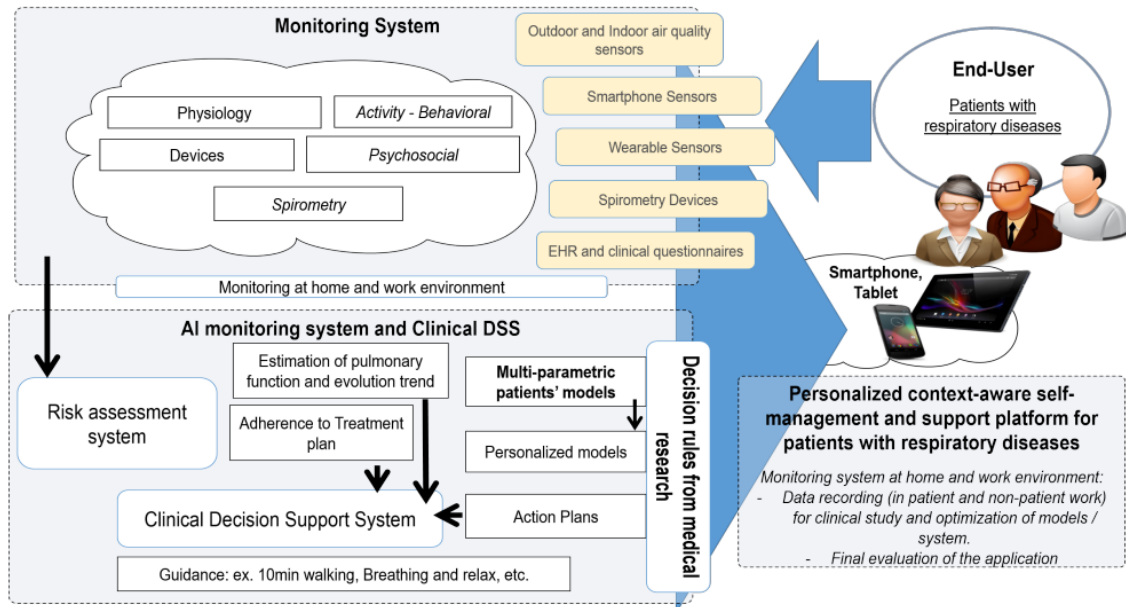 Monitoring System
Physiology
Activity - Behavioral
Devices
Psychosocial
Spirometry
Outdoor and Indoor air quality
sensors
Smartphone Sensors
Wearable Sensors
Spirometry Devices
EHR and clinical questionnaires
Monitoring at home and work environment
End-User
Patients with
respiratory diseases
Smartphone,
Tablet
AI monitoring system and Clinical DSS
Risk assessment
system
Estimation of pulmonary
function and evolution trend
Adherence to Treatment
plan
Multi-parametric
patients’ models
Personalized models
Action Plans
Clinical Decision Support System
Guidance: ex. 10min walking, Breathing and relax, etc.
Decision rules from medical
research
Personalized context-aware self-
management and support platform for
patients with respiratory diseases
Monitoring system at home and work environment:
- Data recording (in patient and non-patient work)
for clinical study and optimization of models /
system.
- Final evaluation of the application